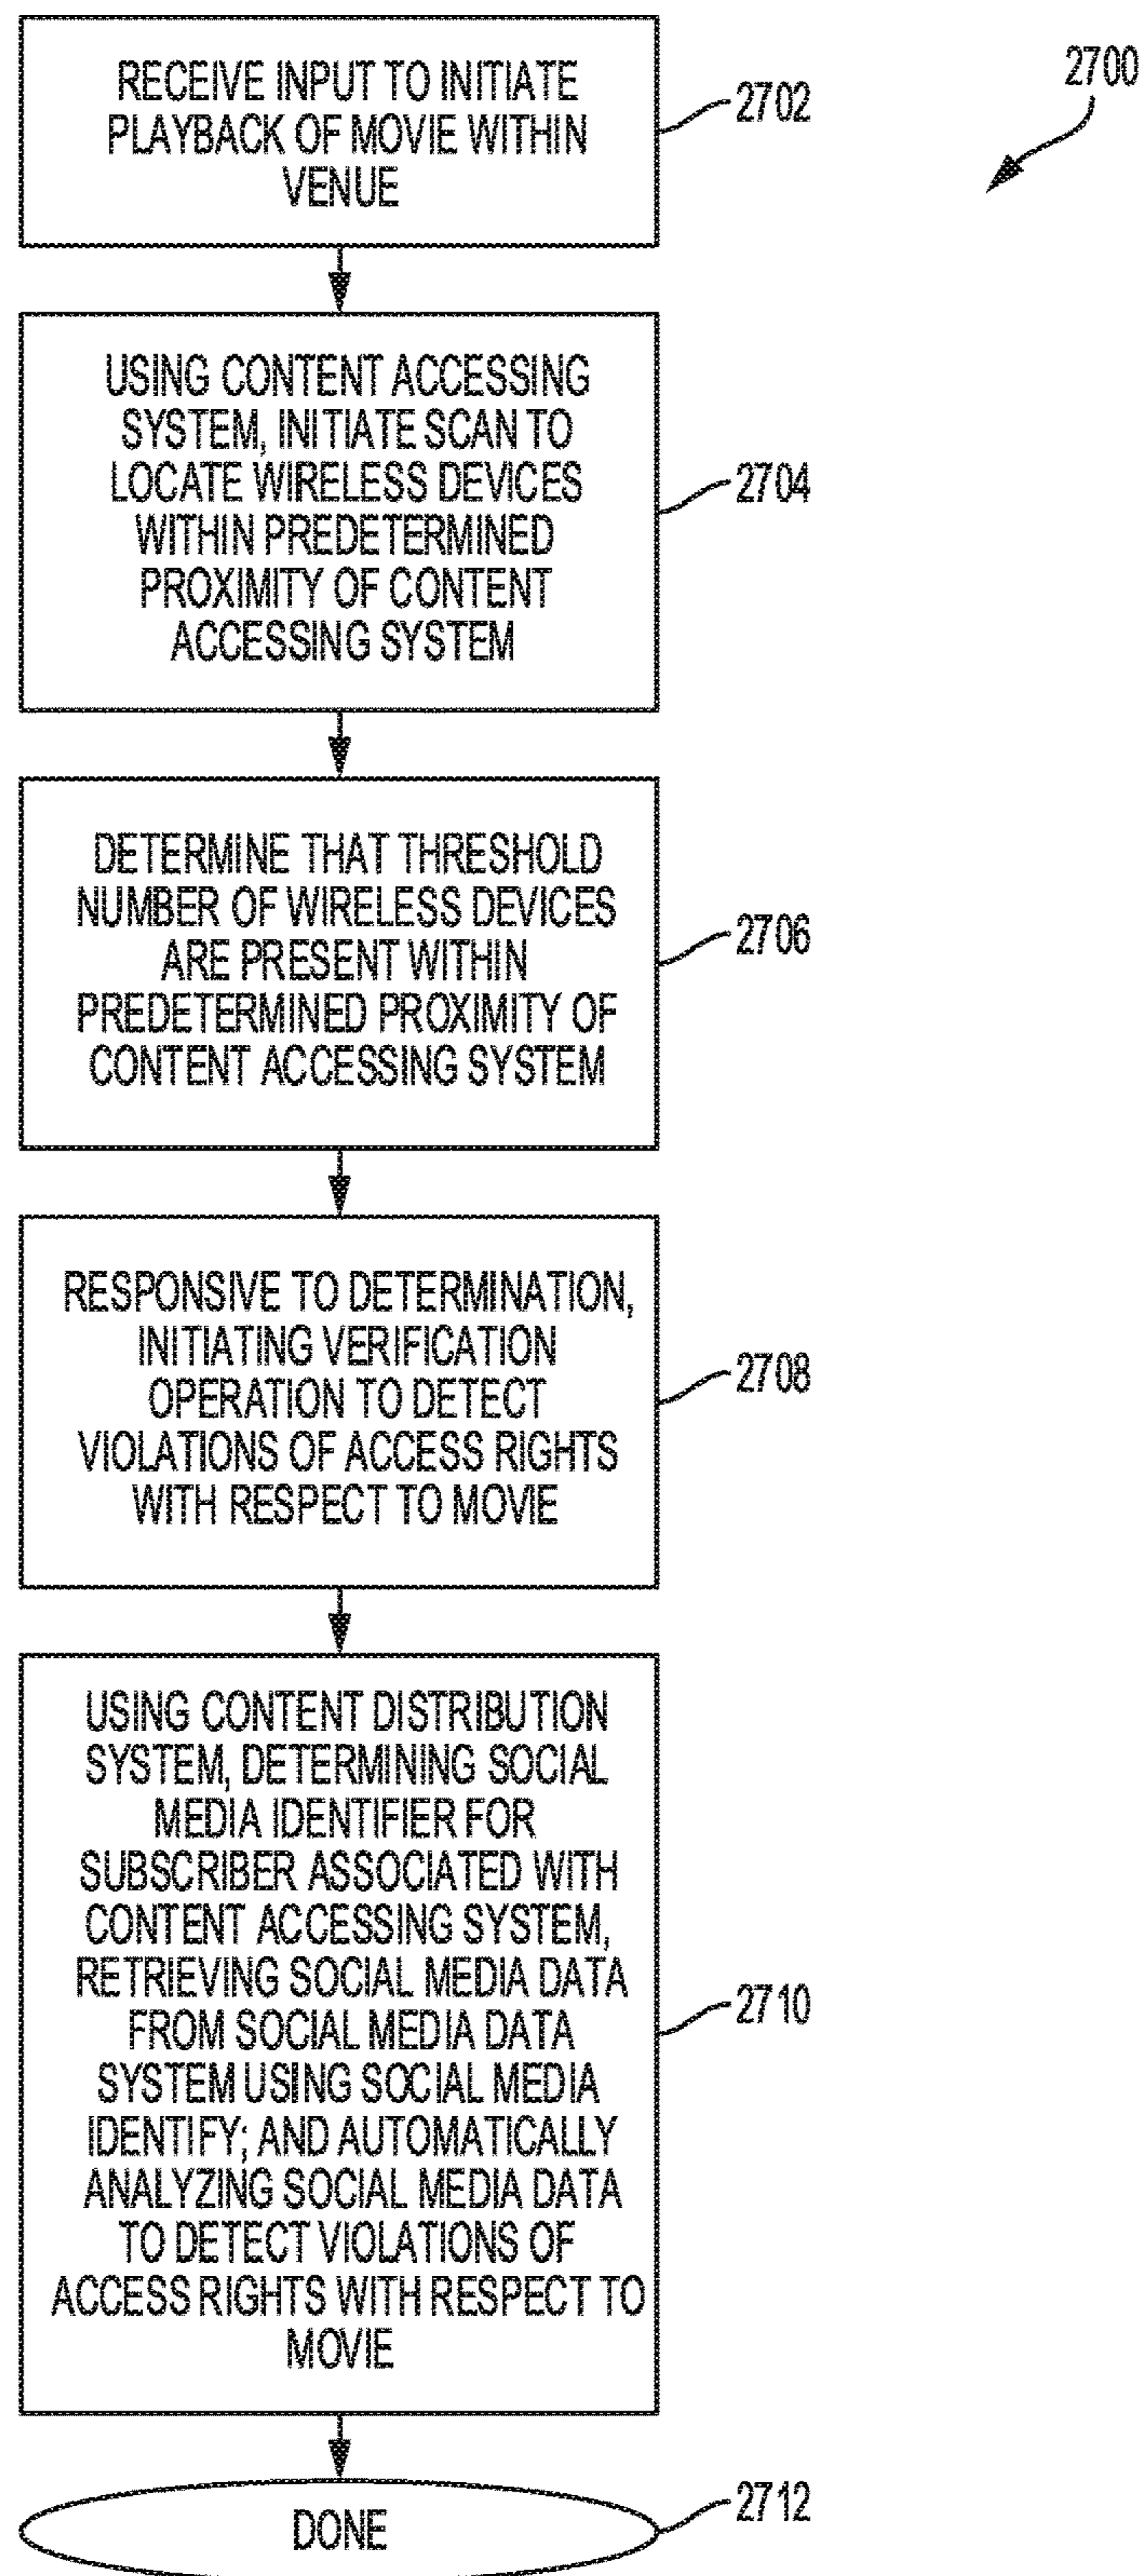 RECEIVE INPUT TO INITIATE
PLAYBACK OF MOVIE WITHIN
VENUE
2702
2700
USING CONTENT ACCESSING
SYSTEM, INITIATE SCAN TO
LOCATE WIRELESS DEVICES
WITHIN PREDETERMINED
PROXIMITY OF CONTENT
ACCESSING SYSTEM
2704
DETERMINE THAT THRESHOLD
NUMBER OF WIRELESS DEVICES
ARE PRESENT WITHIN
PREDETERMINED PROXIMITY OF
CONTENT ACCESSING SYSTEM
2706
RESPONSIVE TO DETERMINATION,
INITIATING VERIFICATION
OPERATION TO DETECT
VIOLATIONS OF ACCESS RIGHTS
WITH RESPECT TO MOVIE
2708
USING CONTENT DISTRIBUTION
SYSTEM, DETERMINING SOCIAL
MEDIA IDENTIFIER FOR
SUBSCRIBER ASSOCIATED WITH
CONTENT ACCESSING SYSTEM,
RETRIEVING SOCIAL MEDIA DATA
FROM SOCIAL MEDIA DATA
SYSTEM USING SOCIAL MEDIA
IDENTIFY; AND AUTOMATICALLY
ANALYZING SOCIAL MEDIA DATA
TO DETECT VIOLATIONS OF
ACCESS RIGHTS WITH RESPECT TO
MOVIE
2710
DONE
2712